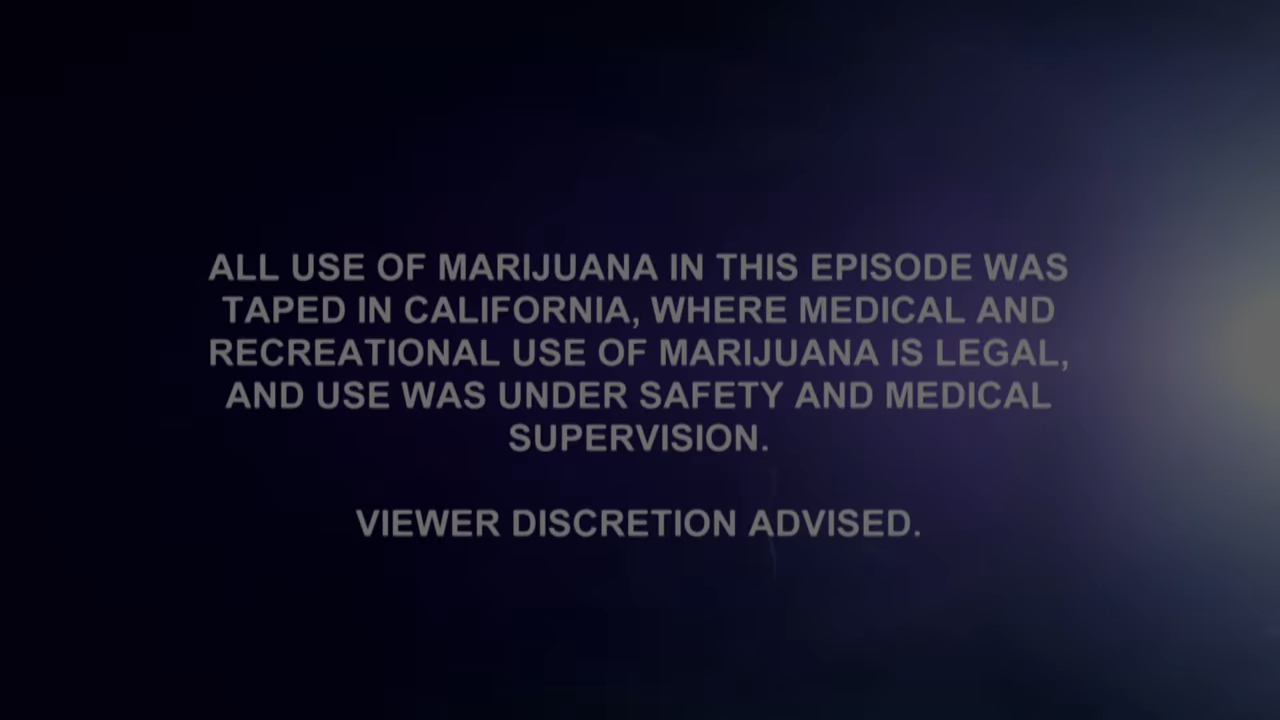 ALL USE OF MARIJUANA IN THIS EPISODE WAS
TAPED IN CALIFORNIA, WHERE MEDICAL AND
RECREATIONAL USE OF MARIJUANA IS LEGAL,
AND USE WAS UNDER SAFETY AND MEDICAL
SUPERVISION.
VIEWER DISCRETION ADVISED.